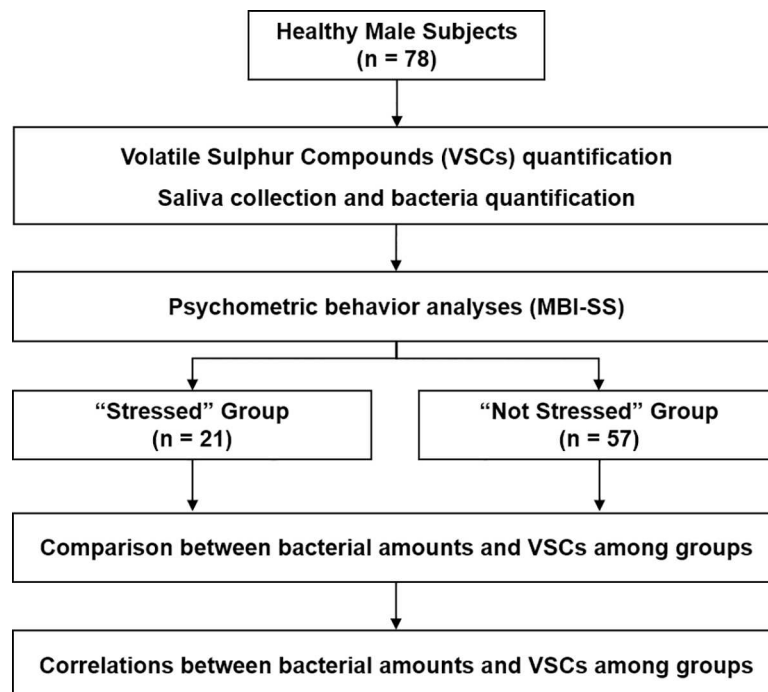 Healthy Male Subjects
(n = 78)
Volatile Sulphur Compounds (VSCs) quantification
Saliva collection and bacteria quantification
Psychometric behavior analyses (MBI-SS)
“Stressed” Group
(n = 21)
“Not Stressed” Group
(n = 57)
Comparison between bacterial amounts and VSCs among groups
Correlations between bacterial amounts and VSCs among groups